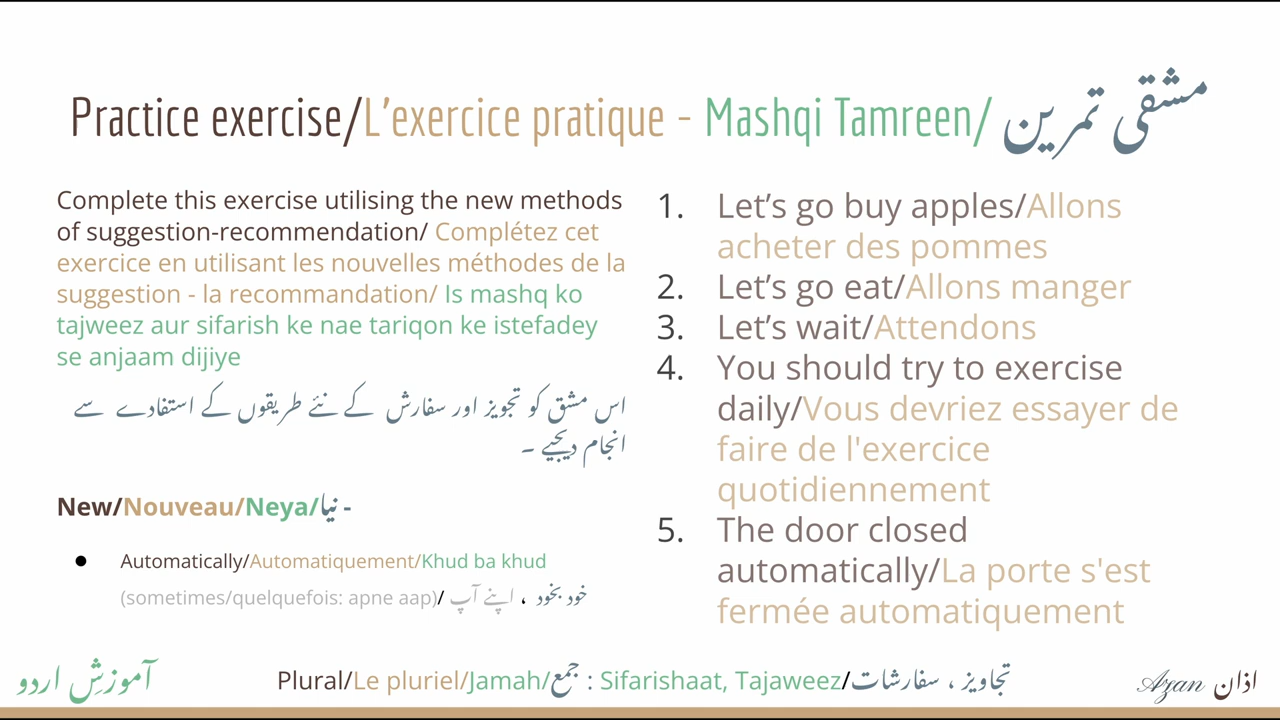 Practice exercise/L'exercice pratique - Mashqi Tamreen/ مشقی تمرین
Complete this exercise utilising the new methods
of suggestion-recommendation/ Complétez cet
exercice en utilisant les nouvelles méthodes de la
suggestion - la recommandation/ Is mashq ko
tajweez aur sifarish ke nae tariqon ke istefadey
se anjaam dijiye
اس مشق کو تجویز اور سفارش کے نئے طریقوں کے استفادے سے
انجام دیجیے ۔
New/Nouveau/Neya/نیا -
● Automatically/Automatiquement/Khud ba khud
(sometimes/quelquefois: apne aap)/ خود بخود ، اپنے آپ
1. Let's go buy apples/Allons
acheter des pommes
2. Let's go eat/Allons manger
3. Let's wait/Attendons
4. You should try to exercise
daily/Vous devriez essayer de
faire de l'exercice
quotidiennement
5. The door closed
automatically/La porte s'est
fermée automatiquement
آموزشِ اردو
Plural/Le pluriel/Jamah/جمع : Sifarishaat, Tajaweez/تجاویز ، سفارشات
Azan اذان